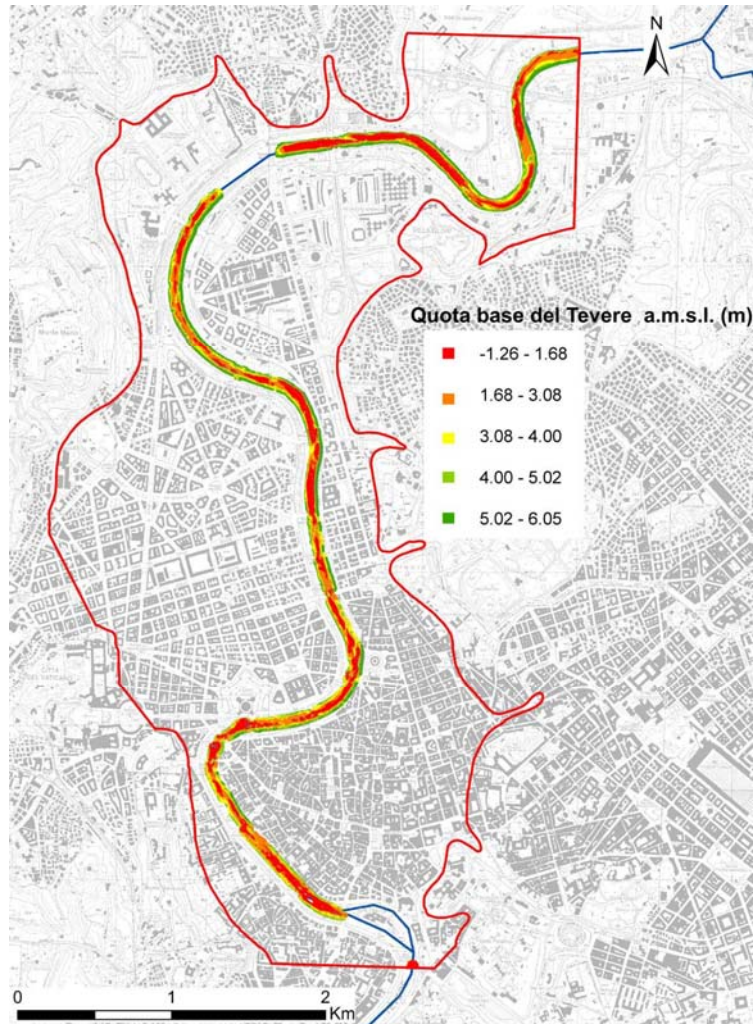 N
Quota base del Tevere a.m.s.l. (m)
-1.26 - 1.68
1.68 - 3.08
3.08 - 4.00
4.00 - 5.02
5.02 - 6.05
0 1 2
Km